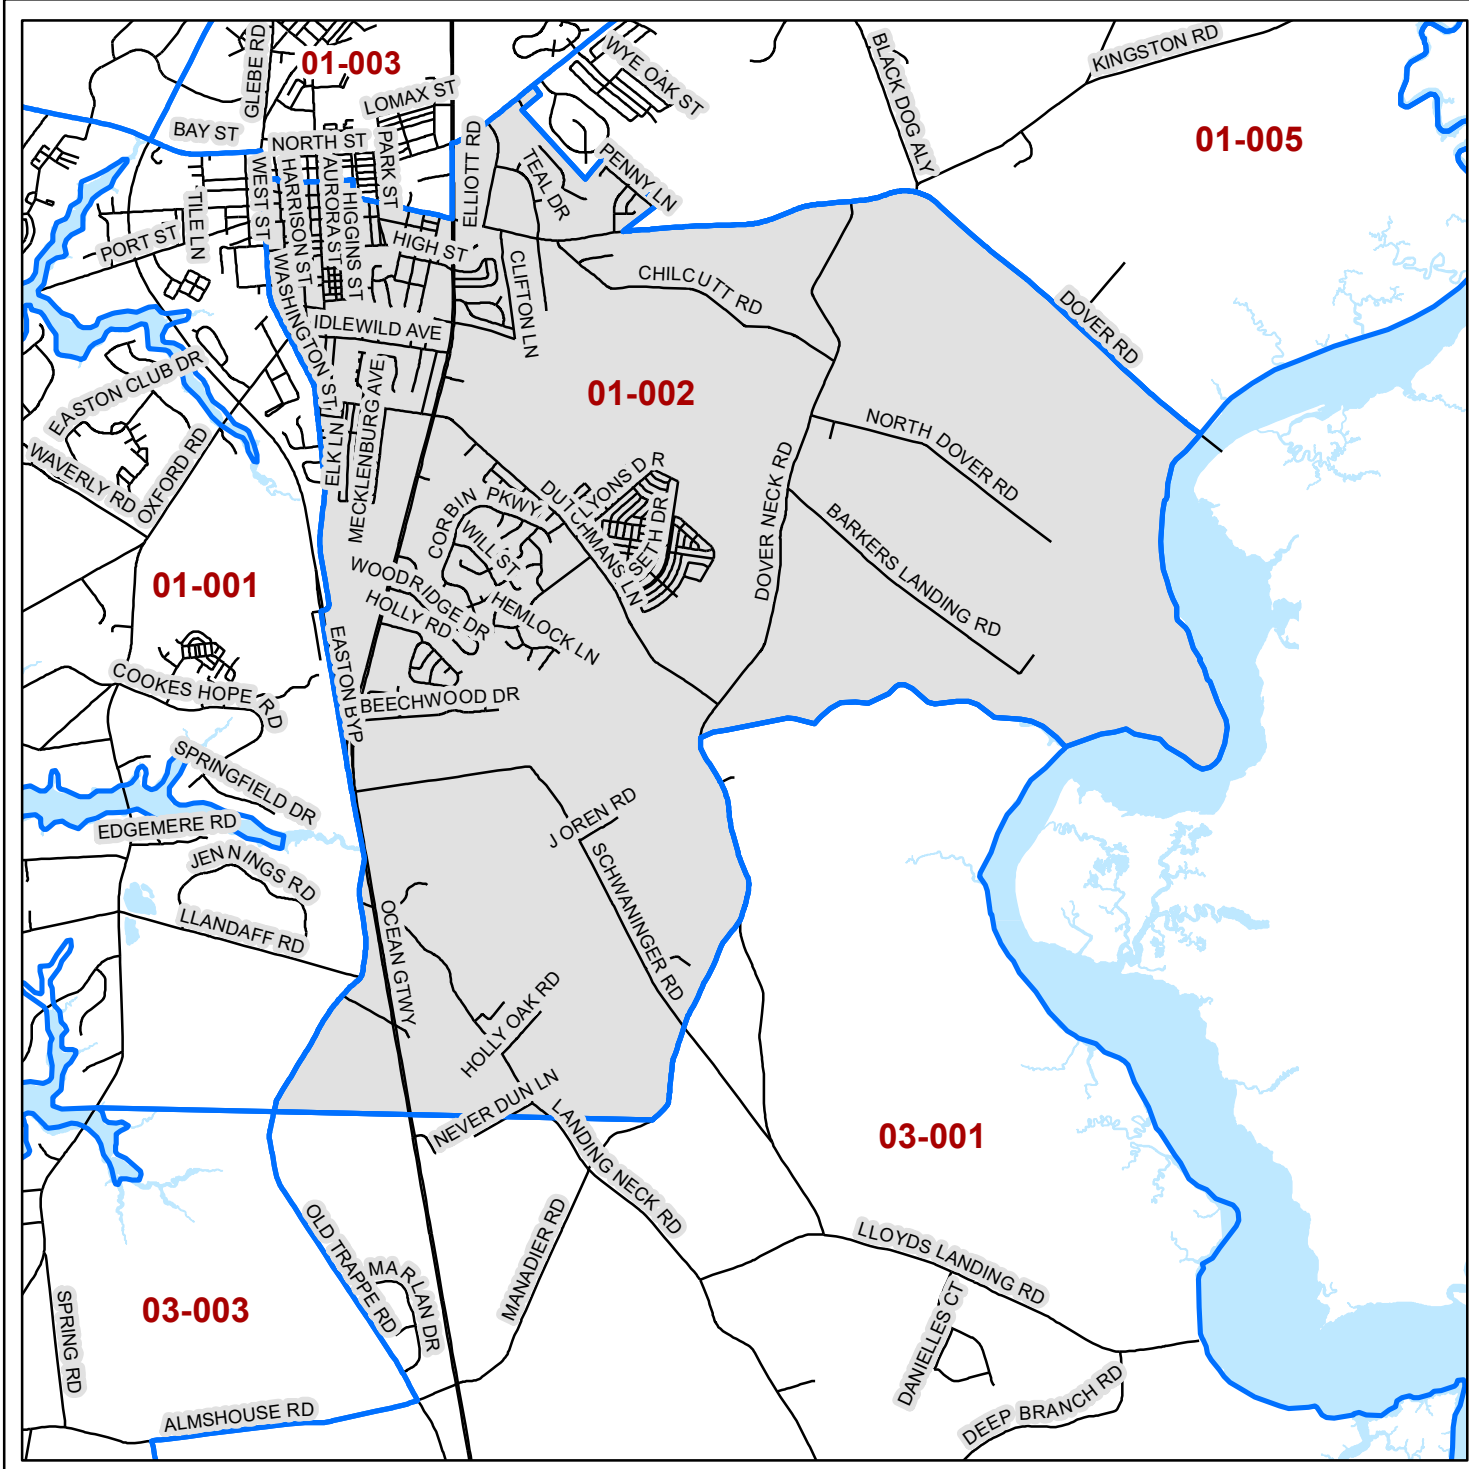 GLEBE RD
01-003
LOMAX ST
WYE OAK ST
BLACK DOG ALY
KINGSTON RD
01-005
BAY ST
NORTH ST
PARK ST
ELLIOTT RD
TEAL DR
PENNY LN
TILE LN
WEST ST
HARRISON ST
AURORA ST
HIGGINS ST
PORT ST
HIGH ST
WASHINGTON ST
CLIFTON LN
CHILCUTT RD
DOVER RD
IDLEWILD AVE
EASTON CLUB DR
01-002
MECKLENBURG AVE
ELK LN
WAVERLY RD
OXFORD RD
NORTH DOVER RD
DOVER NECK RD
LYONS DR
CORBIN PKWY
DUTCHMANS LN
SETH DR
WILL ST
BARKERS LANDING RD
01-001
WOODRIDGE DR
HOLLY RD
HEMLOCK LN
EASTON BYP
COOKES HOPE RD
BEECHWOOD DR
SPRINGFIELD DR
EDGEMERE RD
J OREN RD
JENNINGS RD
SCHWANINGER RD
LLANDAFF RD
OCEAN GTWY
HOLLY OAK RD
NEVER DUN LN
LANDING NECK RD
03-001
OLD TRAPPE RD
MANADIER RD
LLOYDS LANDING RD
MARLAN DR
DANIELLES CT
03-003
SPRING RD
ALMSHOUSE RD
DEEP BRANCH RD